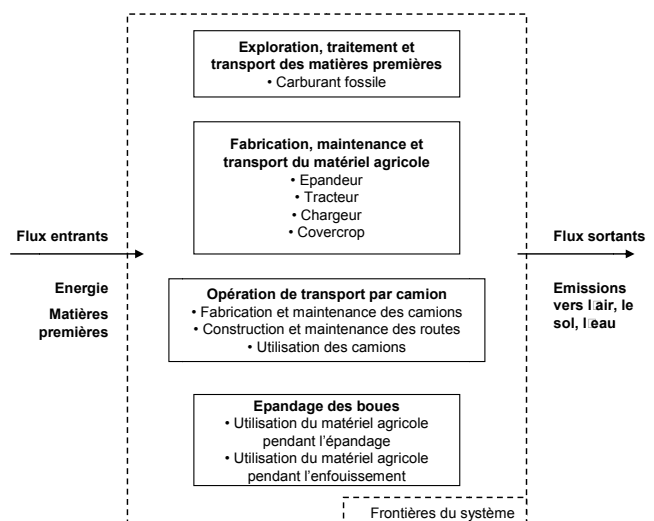 Exploration, traitement et
transport des matières premières
• Carburant fossile
Fabrication, maintenance et
transport du matériel agricole
• Epandeur
• Tracteur
• Chargeur
• Covercrop
Flux entrants
Energie
Matières
premières
Flux sortants
Emissions
vers l□air, le
sol, l□eau
Opération de transport par camion
• Fabrication et maintenance des camions
• Construction et maintenance des routes
• Utilisation des camions
Epandage des boues
• Utilisation du matériel agricole
pendant l’épandage
• Utilisation du matériel agricole
pendant l’enfouissement
Frontières du système